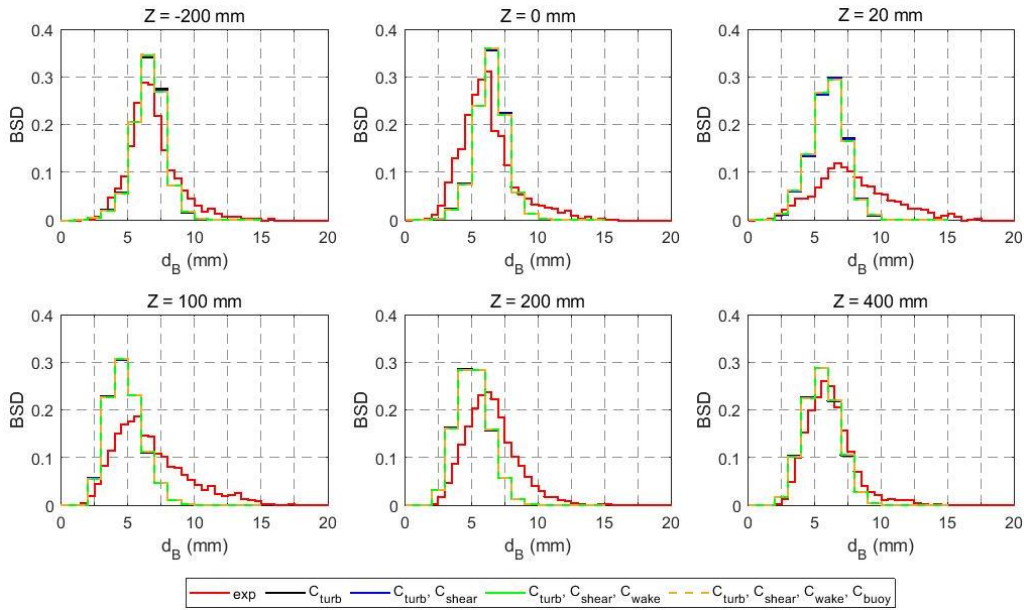 Z = -200 mm
Z = 0 mm
Z = 20 mm
0.4
0.3
0.2
0.1
0
BSD
0 5 10 15 20
d_B (mm)
0.4
0.3
0.2
0.1
0
BSD
0 5 10 15 20
d_B (mm)
0.4
0.3
0.2
0.1
0
BSD
0 5 10 15 20
d_B (mm)
Z = 100 mm
Z = 200 mm
Z = 400 mm
0.4
0.3
0.2
0.1
0
BSD
0 5 10 15 20
d_B (mm)
0.4
0.3
0.2
0.1
0
BSD
0 5 10 15 20
d_B (mm)
0.4
0.3
0.2
0.1
0
BSD
0 5 10 15 20
d_B (mm)
exp C_turb C_turb, C_shear C_turb, C_shear, C_wake C_turb, C_shear, C_wake, C_buoy